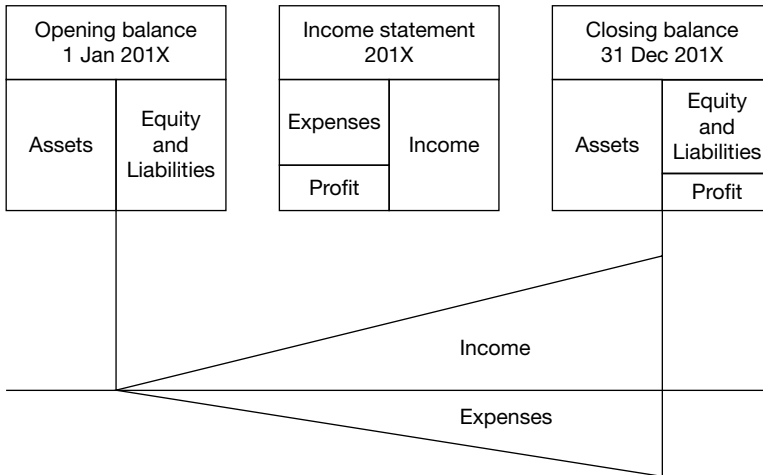 Opening balance
1 Jan 201X
Assets
Equity
and
Liabilities
Income statement
201X
Expenses
Profit
Income
Closing balance
31 Dec 201X
Assets
Equity
and
Liabilities
Profit
Income
Expenses